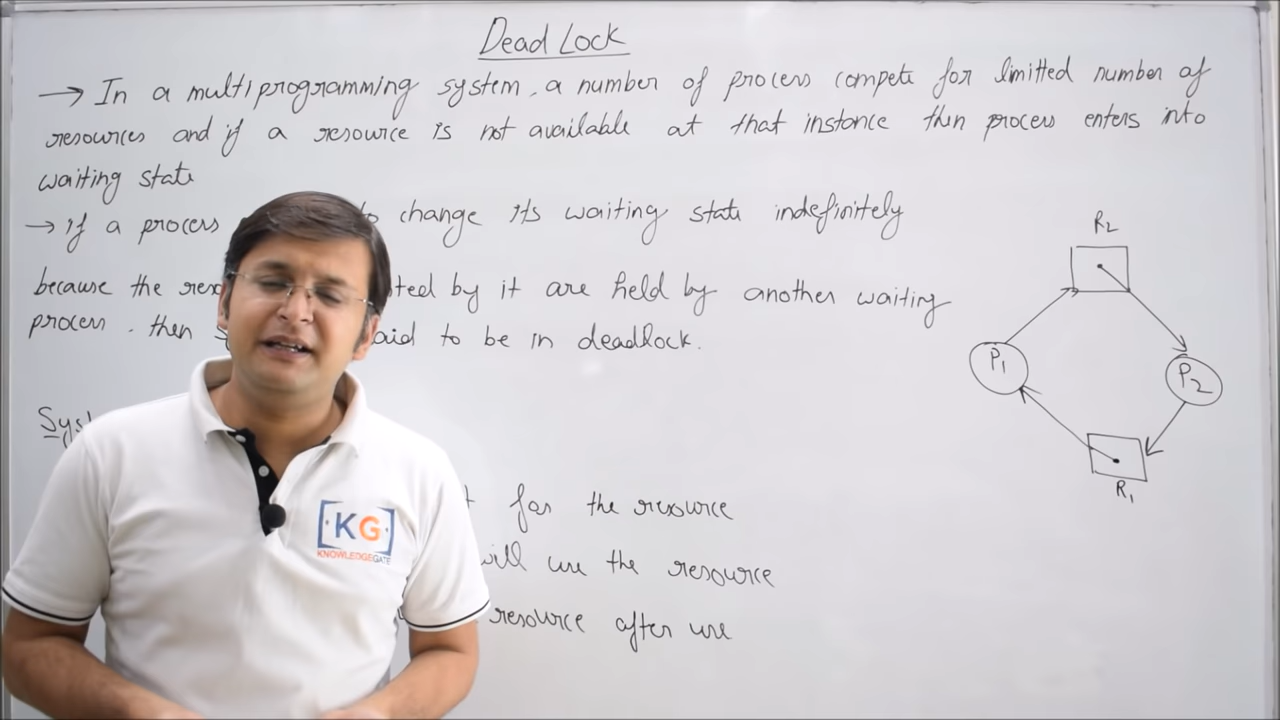 Dead Lock
→ In a multiprogramming system, a number of process compete for limitted number of
resources and if a resource is not available at that instance then process enters into
waiting state
→ if a process to change its waiting state indefinitely
because the by it are held by another waiting
process, then to be in deadlock.
for the resource
will use the resource
resource after use
R2
P1
P2
R1
KG
KNOWLEDGEGATE